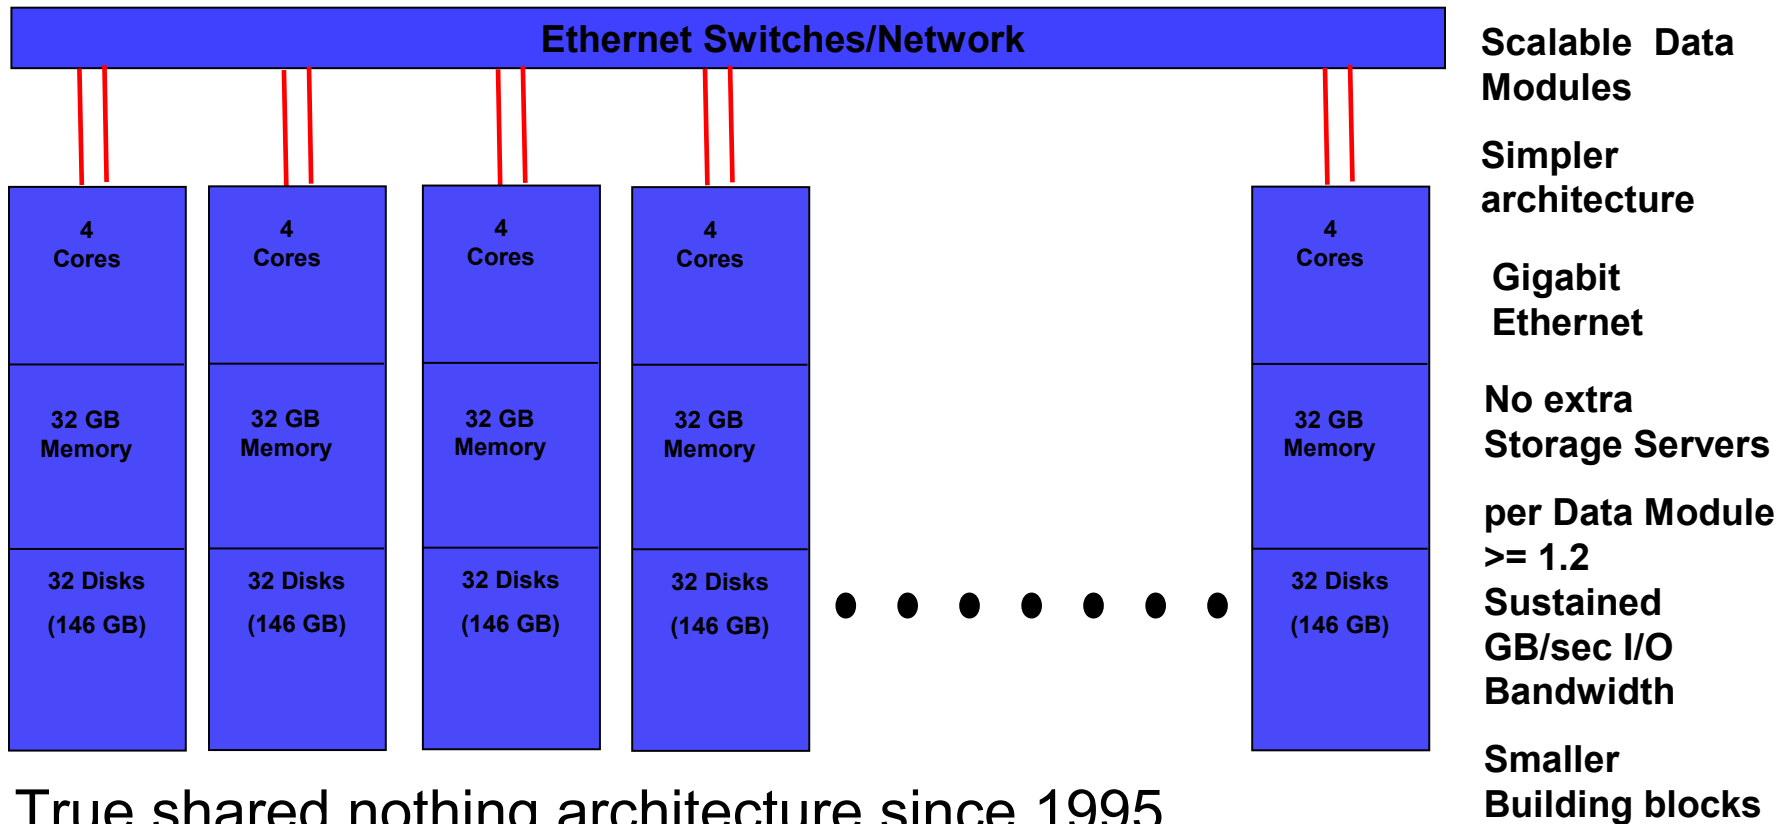 Ethernet Switches/Network
4
Cores
32 GB
Memory
32 Disks
(146 GB)
4
Cores
32 GB
Memory
32 Disks
(146 GB)
4
Cores
32 GB
Memory
32 Disks
(146 GB)
4
Cores
32 GB
Memory
32 Disks
(146 GB)
4
Cores
32 GB
Memory
32 Disks
(146 GB)
Scalable Data
Modules
Simpler
architecture
Gigabit
Ethernet
No extra
Storage Servers
per Data Module
>= 1.2
Sustained
GB/sec I/O
Bandwidth
Smaller
Building blocks
True shared nothing architecture since 1995